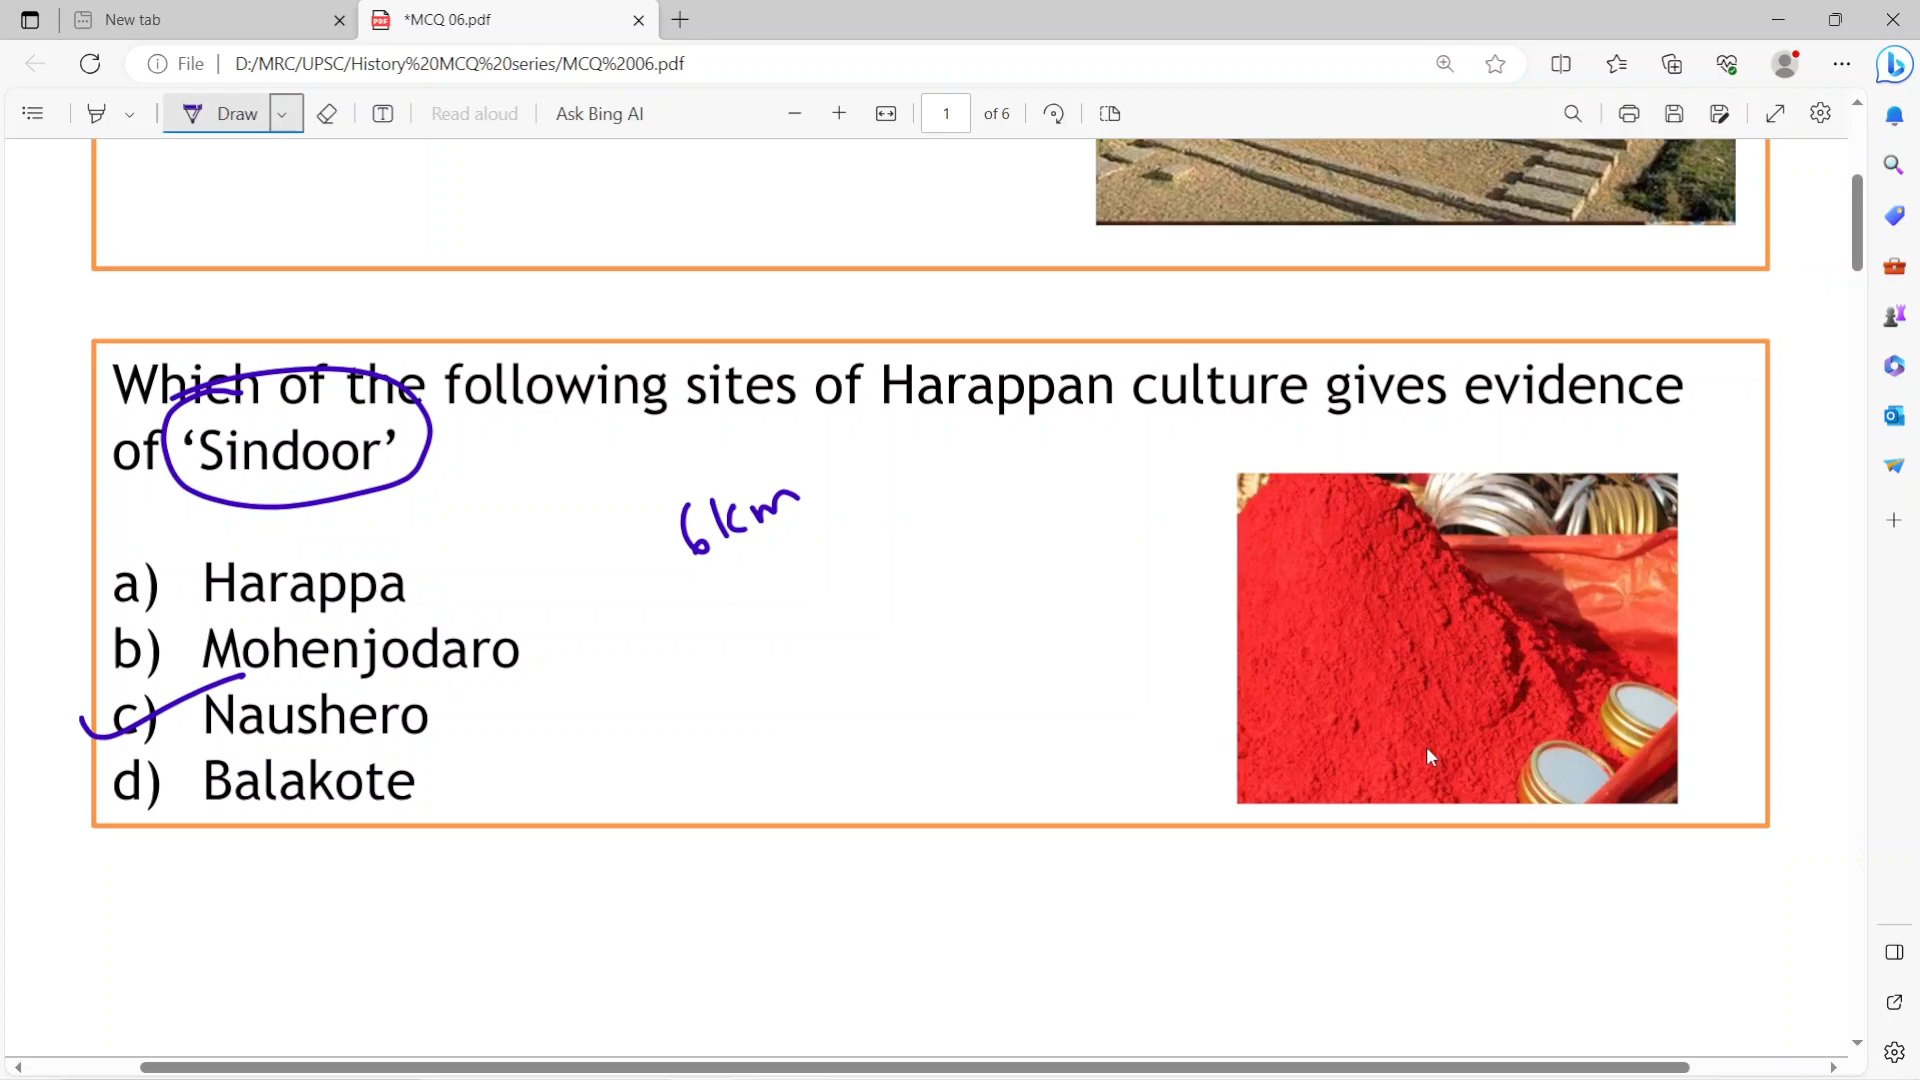 New tab
*MCQ 06.pdf
File
D:/MRC/UPSC/History%20MCQ%20series/MCQ%2006.pdf
Draw
Read aloud
Ask Bing AI
1
of 6
Which of the following sites of Harappan culture gives evidence
of ‘Sindoor’
6km
a) Harappa
b) Mohenjodaro
c) Naushero
d) Balakote